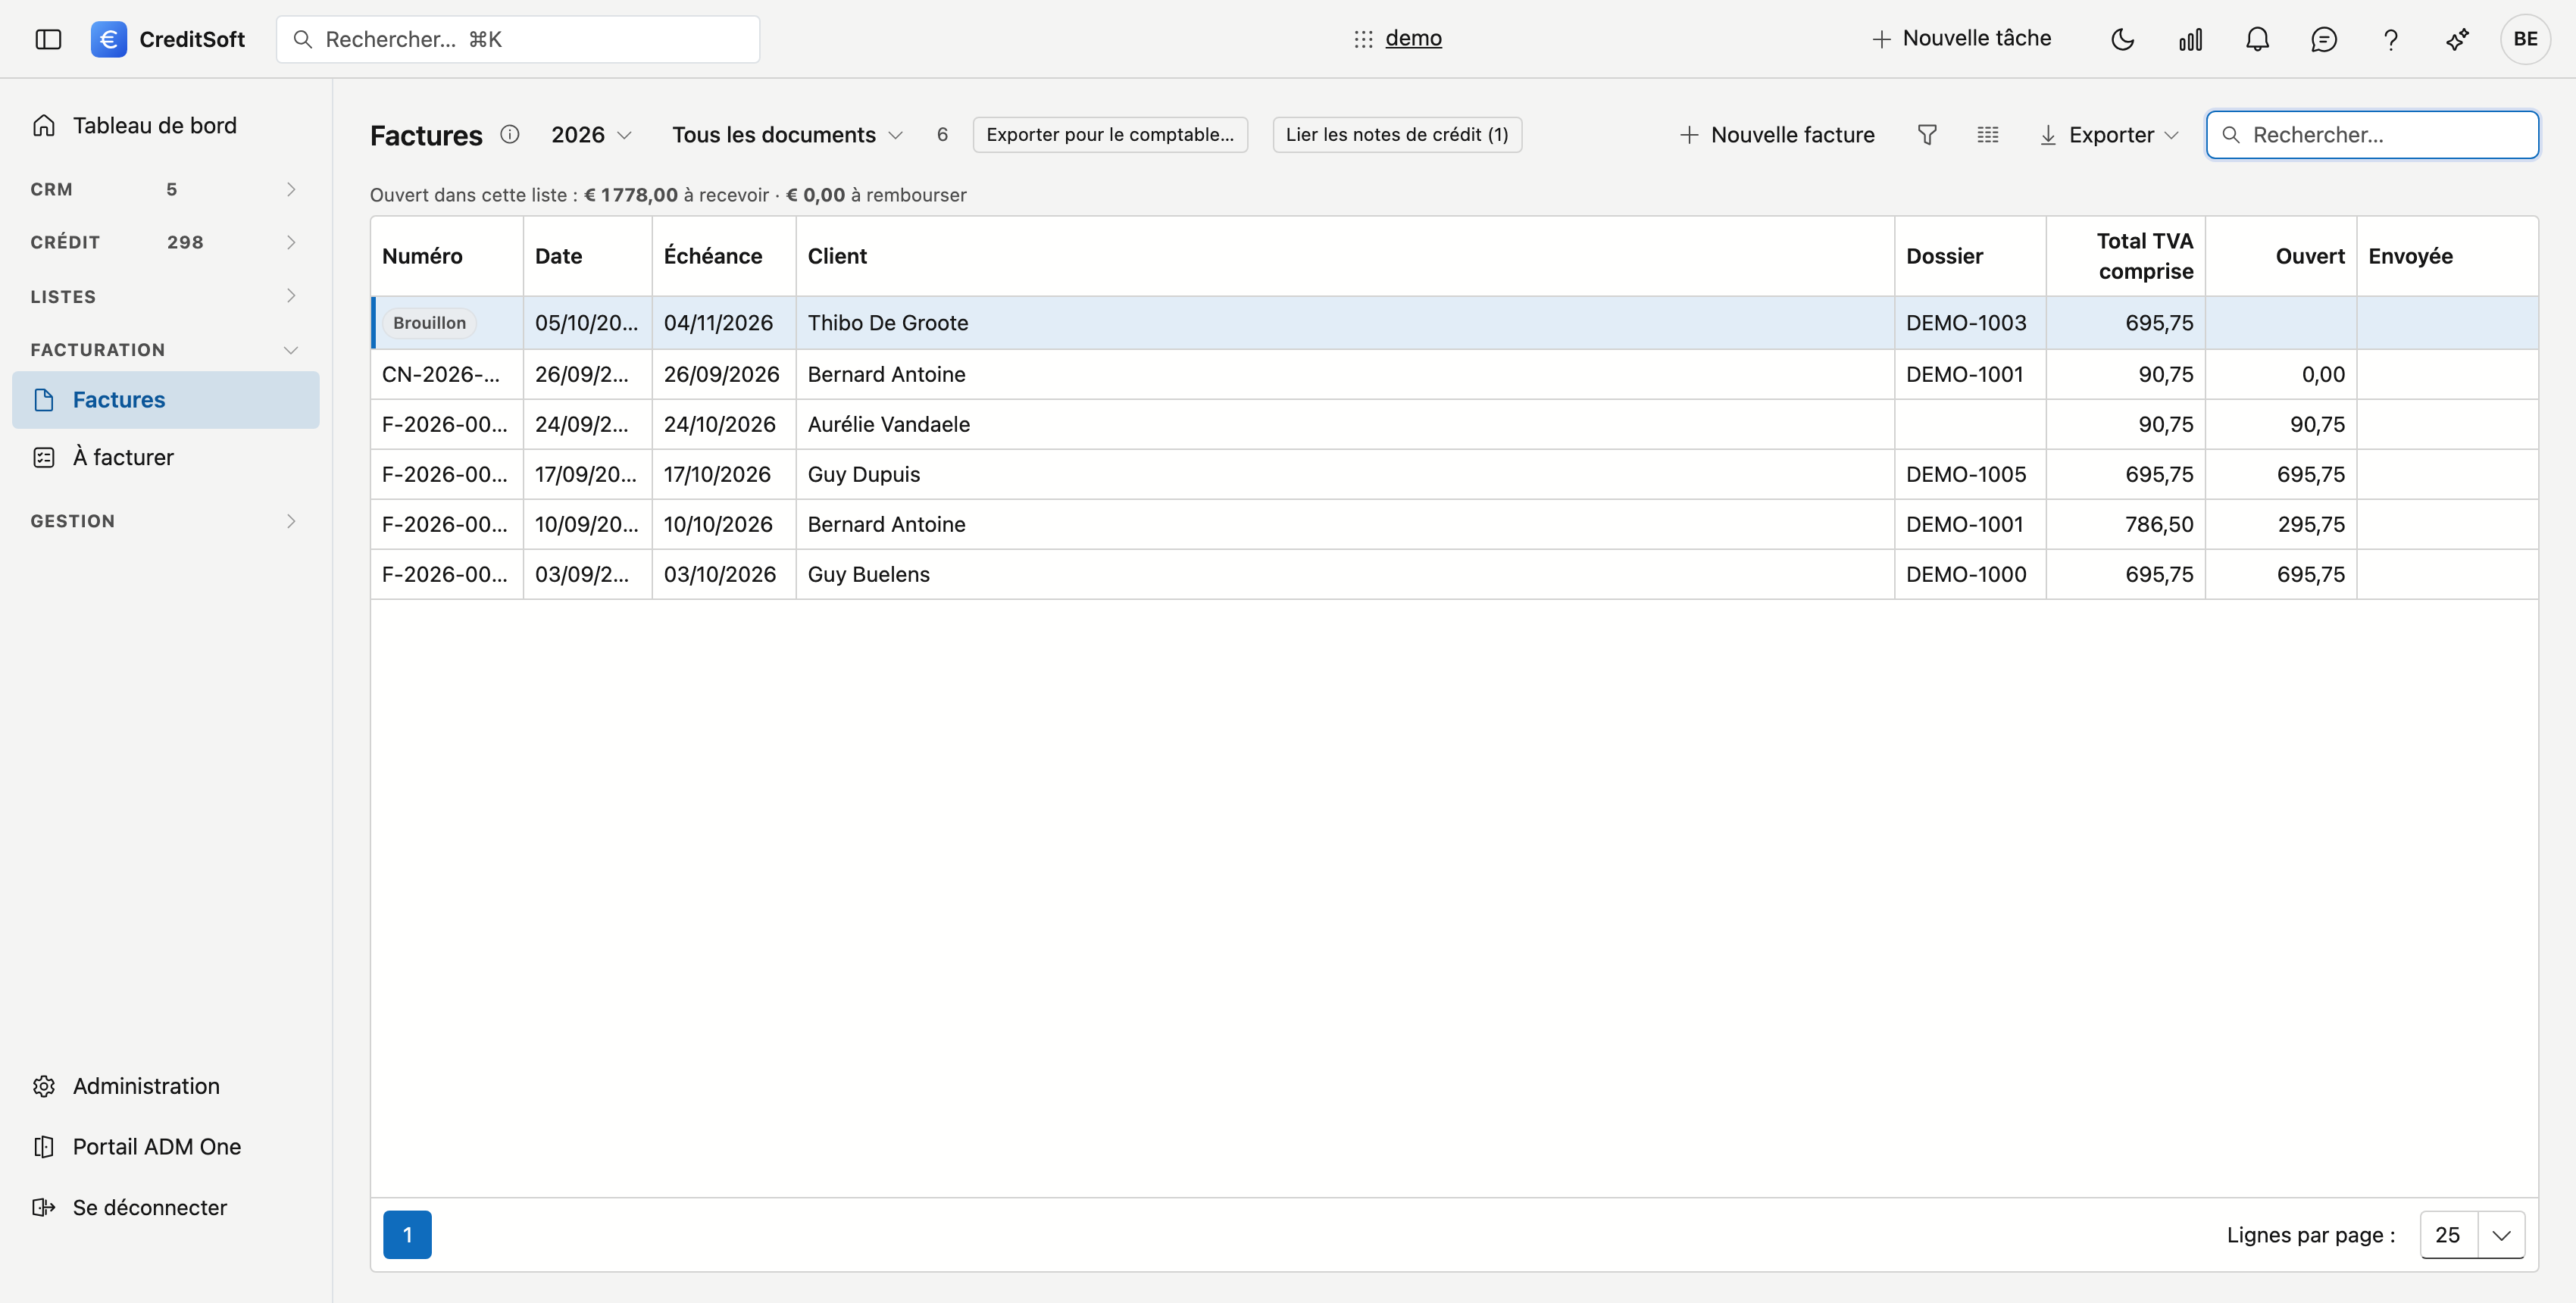 CreditSoft
Rechercher... ⌘K
demo
Nouvelle tâche
BE
Tableau de bord
CRM 5
CRÉDIT 298
LISTES
FACTURATION
Factures
À facturer
GESTION
Administration
Portail ADM One
Se déconnecter
Factures 2026 Tous les documents 6 Exporter pour le comptable... Lier les notes de crédit (1) Nouvelle facture Exporter Rechercher...
Ouvert dans cette liste : € 1 778,00 à recevoir · € 0,00 à rembourser
Numéro Date Échéance Client Dossier Total TVA comprise Ouvert Envoyée
Brouillon 05/10/20... 04/11/2026 Thibo De Groote DEMO-1003 695,75
CN-2026-... 26/09/2... 26/09/2026 Bernard Antoine DEMO-1001 90,75 0,00
F-2026-00... 24/09/2... 24/10/2026 Aurélie Vandaele 90,75 90,75
F-2026-00... 17/09/20... 17/10/2026 Guy Dupuis DEMO-1005 695,75 695,75
F-2026-00... 10/09/20... 10/10/2026 Bernard Antoine DEMO-1001 786,50 295,75
F-2026-00... 03/09/2... 03/10/2026 Guy Buelens DEMO-1000 695,75 695,75
1
Lignes par page : 25